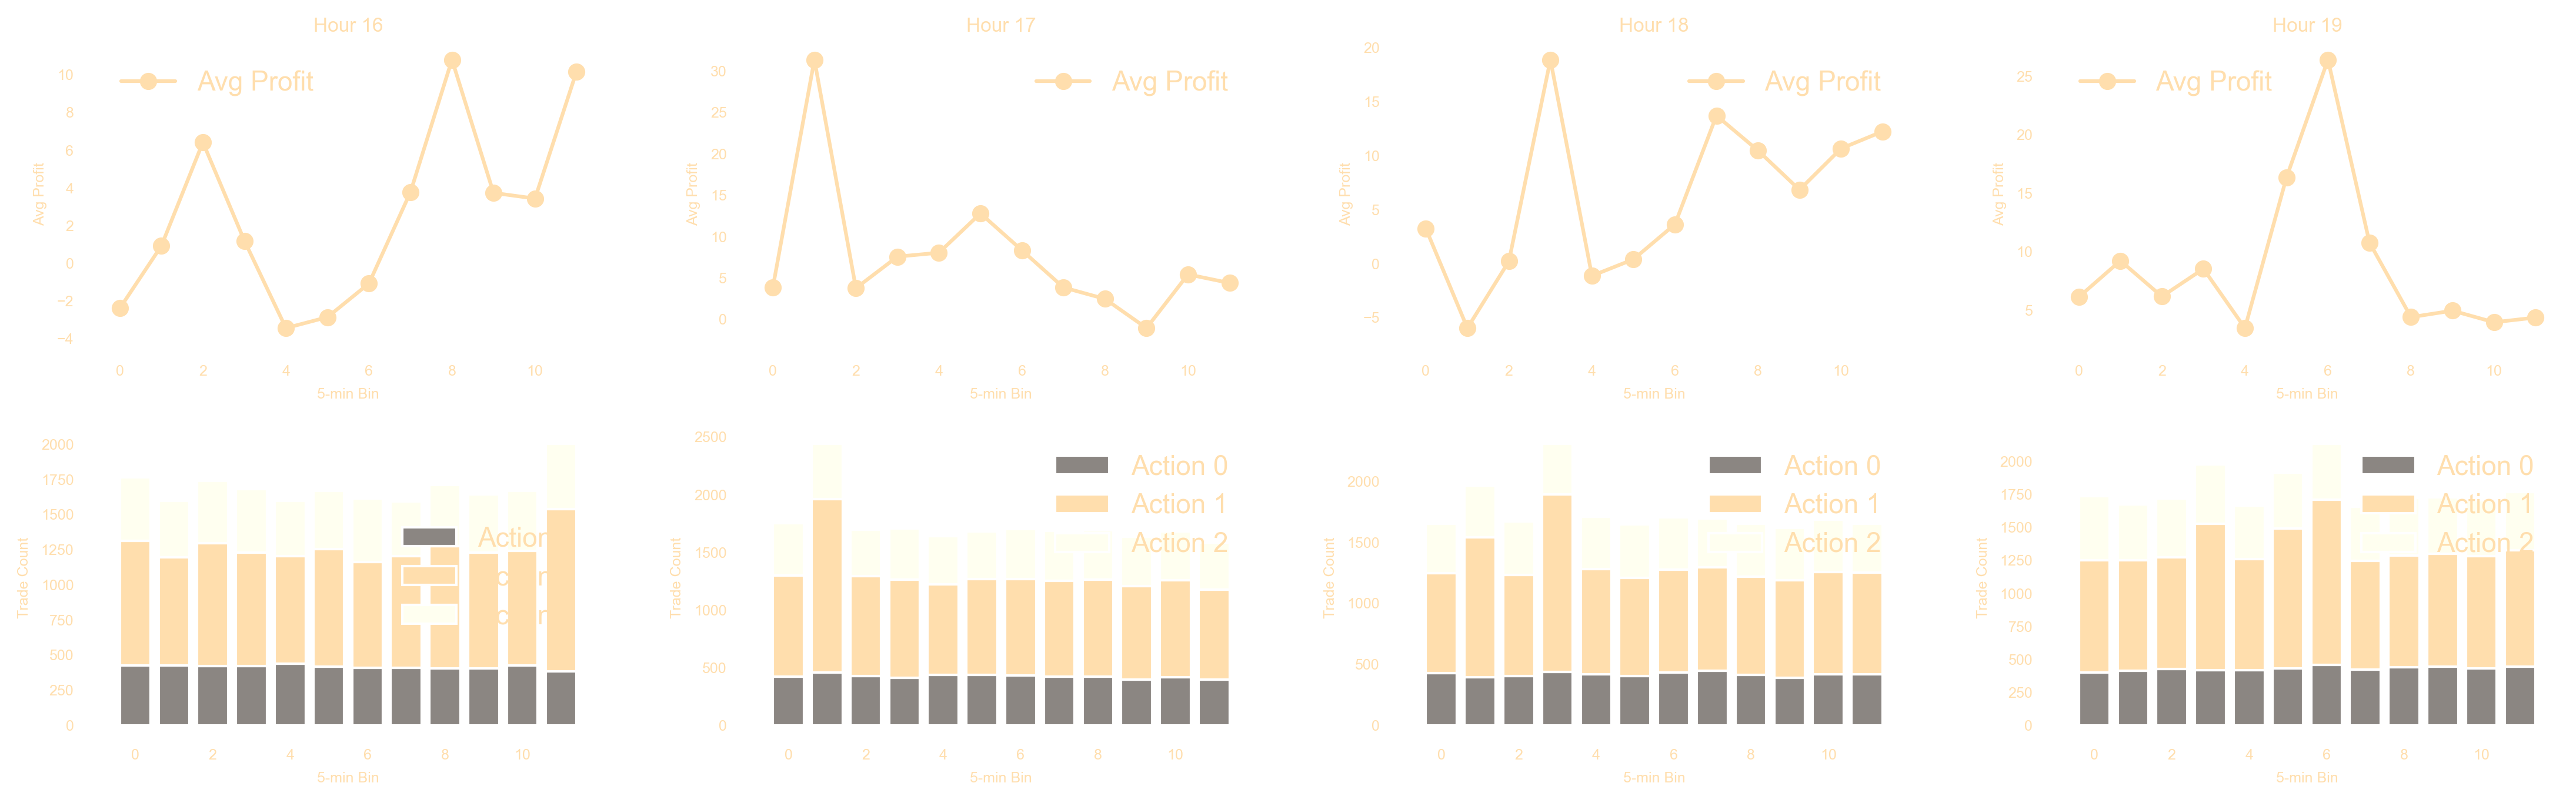 Hour 16
Avg Profit
10
8
6
4
2
0
−2
−4
Avg Profit
0 2 4 6 8 10
5-min Bin
Hour 17
Avg Profit
30
25
20
15
10
5
0
Avg Profit
0 2 4 6 8 10
5-min Bin
Hour 18
Avg Profit
20
15
10
5
0
−5
Avg Profit
0 2 4 6 8 10
5-min Bin
Hour 19
Avg Profit
25
20
15
10
5
Avg Profit
0 2 4 6 8 10
5-min Bin
2000
1750
1500
1250
1000
750
500
250
0
Trade Count
Action
0 2 4 6 8 10
5-min Bin
2500
2000
1500
1000
500
0
Trade Count
Action 0
Action 1
Action 2
0 2 4 6 8 10
5-min Bin
2000
1500
1000
500
0
Trade Count
Action 0
Action 1
Action 2
0 2 4 6 8 10
5-min Bin
2000
1750
1500
1250
1000
750
500
250
0
Trade Count
Action 0
Action 1
Action 2
0 2 4 6 8 10
5-min Bin